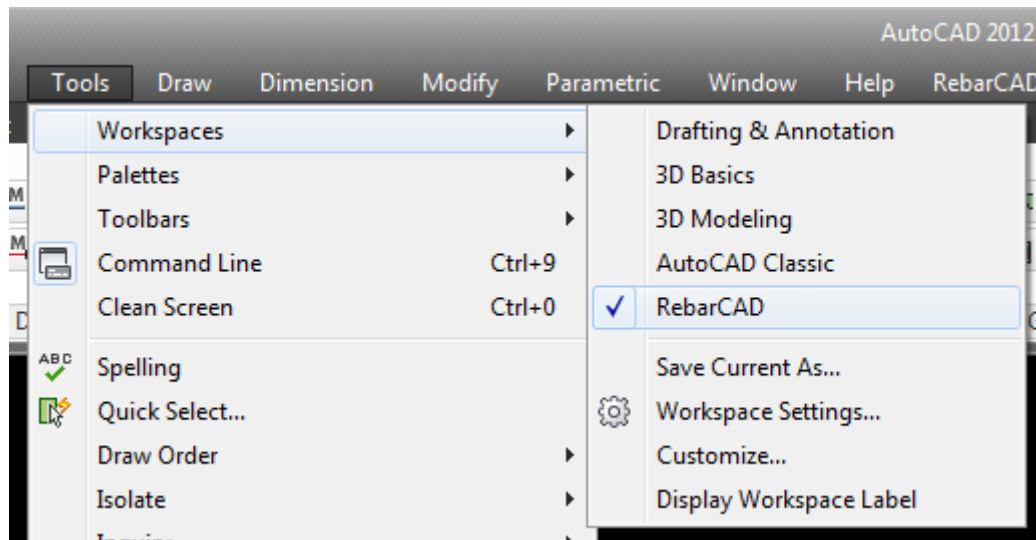 AutoCAD 2012
Tools Draw Dimension Modify Parametric Window Help RebarCAD
Workspaces
Palettes
Toolbars
Command Line Ctrl+9
Clean Screen Ctrl+0
ABC
Spelling
Quick Select...
Draw Order
Isolate
Drafting & Annotation
3D Basics
3D Modeling
AutoCAD Classic
RebarCAD
Save Current As...
Workspace Settings...
Customize...
Display Workspace Label
M
M